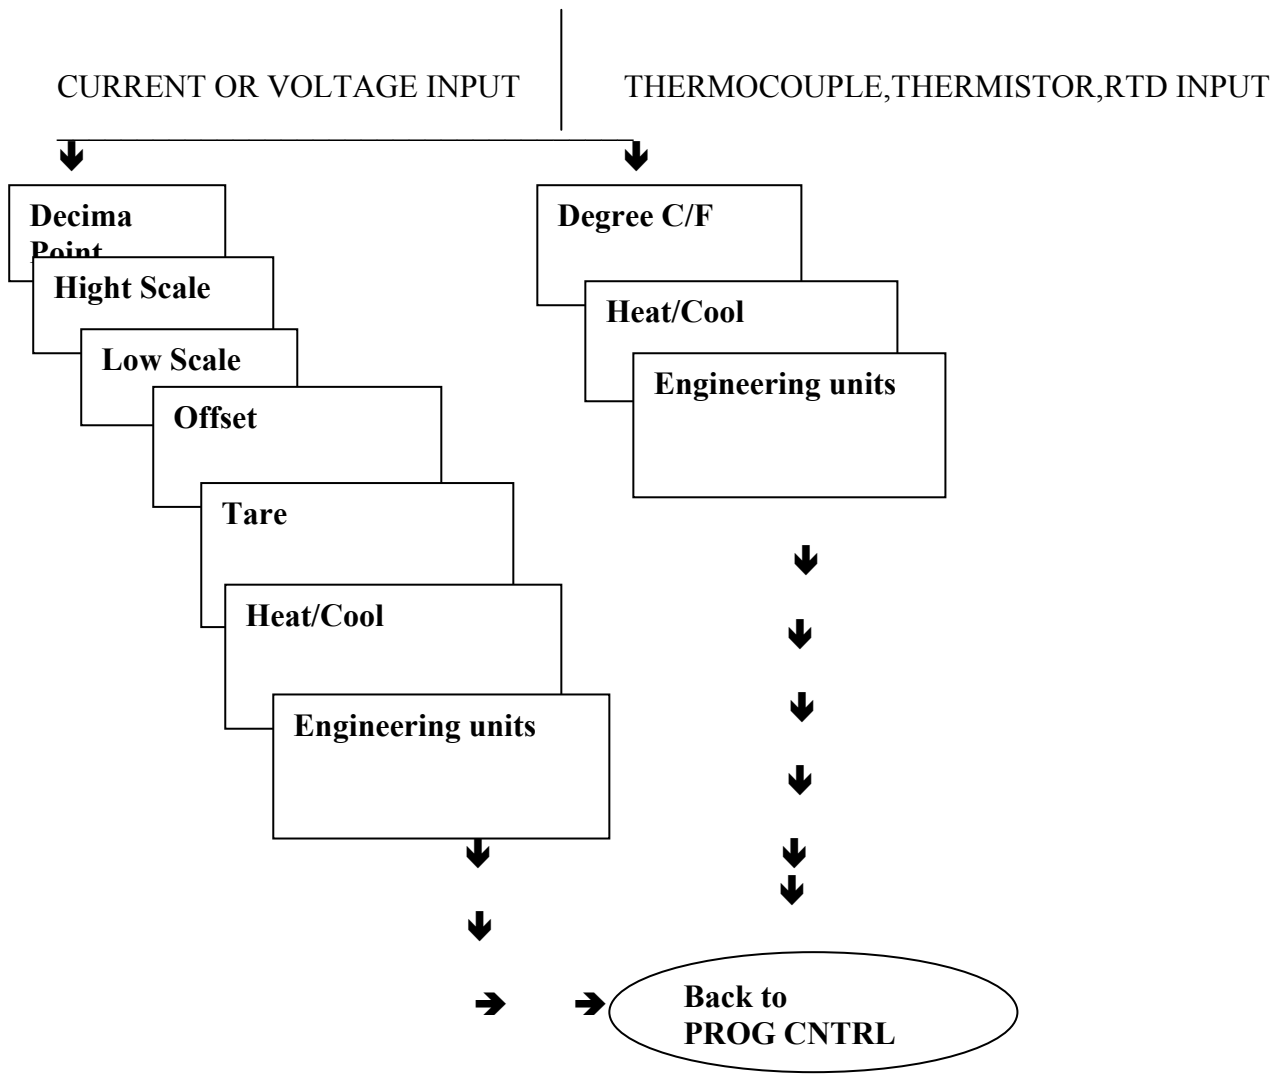 CURRENT OR VOLTAGE INPUT
THERMOCOUPLE,THERMISTOR,RTD INPUT
Decima
Point
Hight Scale
Low Scale
Offset
Tare
Heat/Cool
Engineering units
Degree C/F
Heat/Cool
Engineering units
Back to
PROG CNTRL